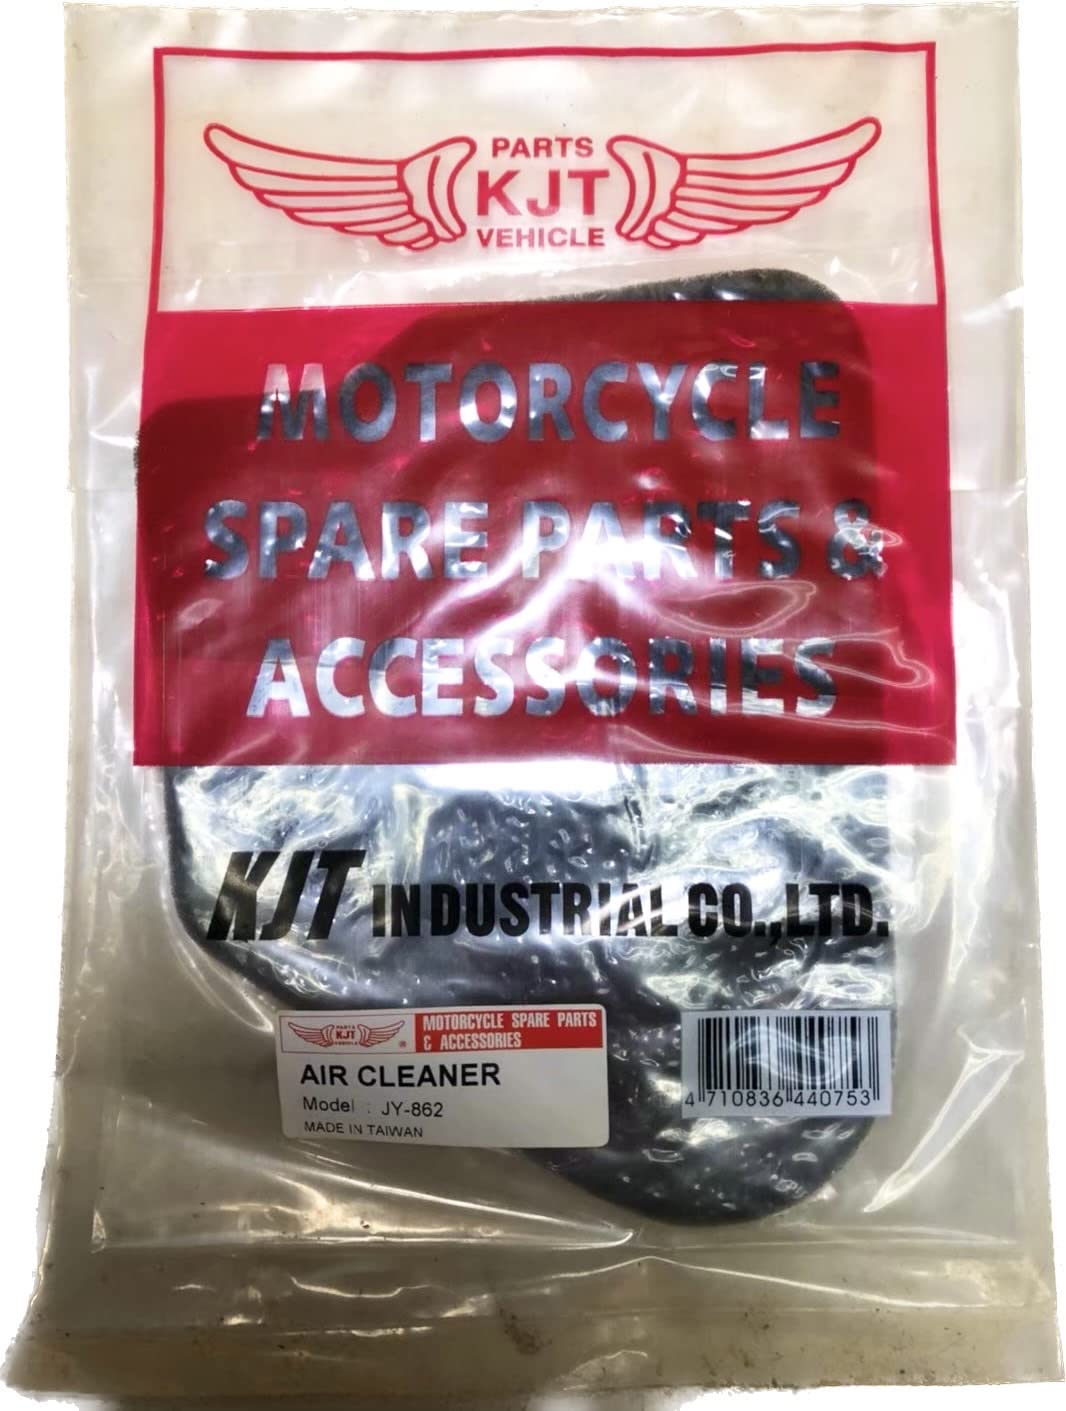 PARTS
KJT
VEHICLE
MOTORCYCLE
SPARE PARTS &
ACCESSORIES
KJT INDUSTRIAL CO.,LTD.
PARTS
KJT
VEHICLE
®
MOTORCYCLE SPARE PARTS
& ACCESSORIES
AIR CLEANER
Model : JY-862
MADE IN TAIWAN
4 710836 440753